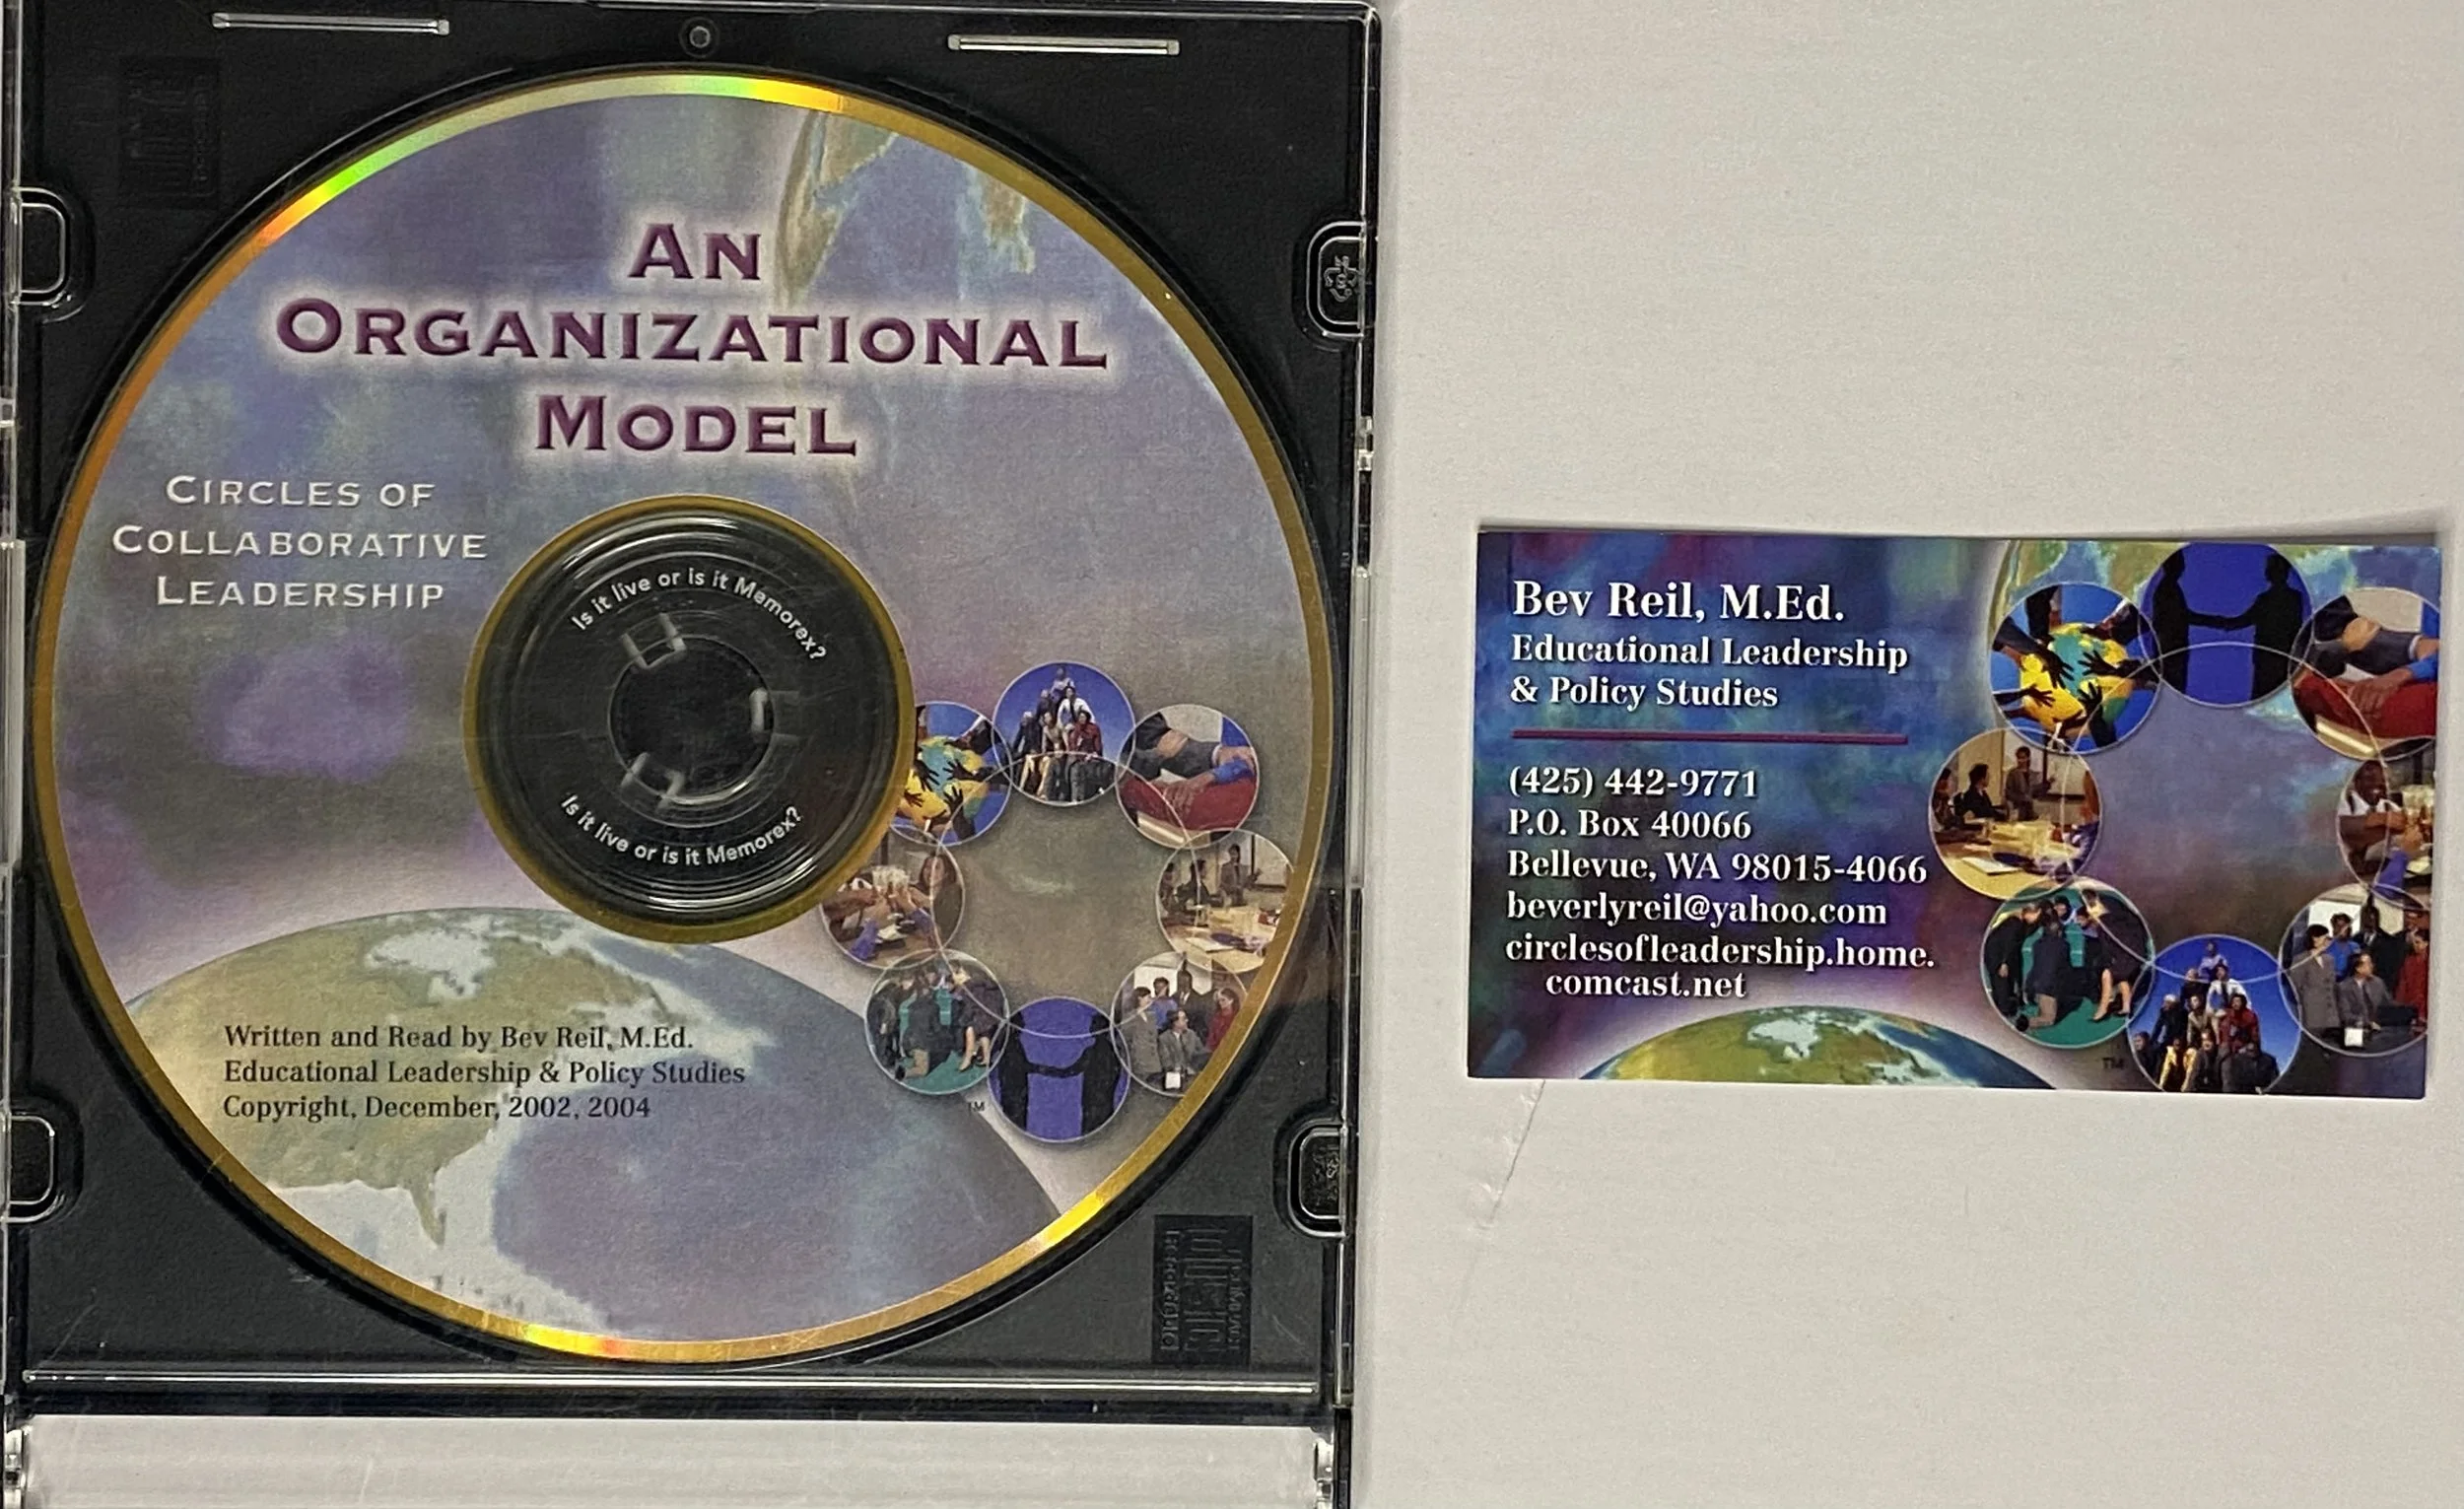 AN
ORGANIZATIONAL
MODEL
CIRCLES OF
COLLABORATIVE
LEADERSHIP
Is it live or is it Memorex?
Is it live or is it Memorex?
Written and Read by Bev Reil, M.Ed.
Educational Leadership & Policy Studies
Copyright, December, 2002, 2004
TM
Bev Reil, M.Ed.
Educational Leadership
& Policy Studies
(425) 442-9771
P.O. Box 40066
Bellevue, WA 98015-4066
beverlyreil@yahoo.com
circlesofleadership.home.
comcast.net
TM